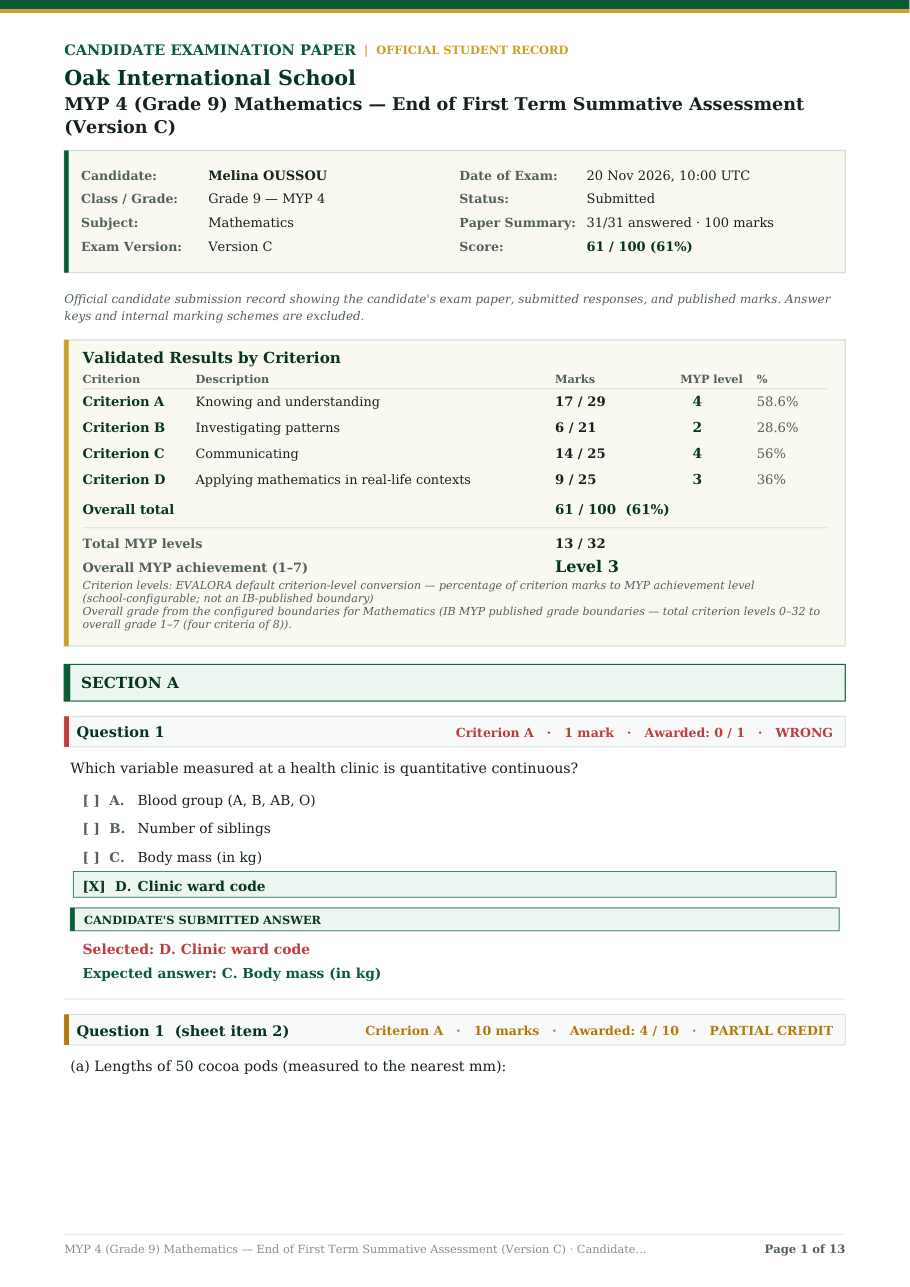 CANDIDATE EXAMINATION PAPER | OFFICIAL STUDENT RECORD
Oak International School
MYP 4 (Grade 9) Mathematics — End of First Term Summative Assessment
(Version C)
Candidate: Melina OUSSOU Date of Exam: 20 Nov 2026, 10:00 UTC
Class / Grade: Grade 9 — MYP 4 Status: Submitted
Subject: Mathematics Paper Summary: 31/31 answered · 100 marks
Exam Version: Version C Score: 61 / 100 (61%)
Official candidate submission record showing the candidate's exam paper, submitted responses, and published marks. Answer
keys and internal marking schemes are excluded.
Validated Results by Criterion
Criterion Description Marks MYP level %
Criterion A Knowing and understanding 17 / 29 4 58.6%
Criterion B Investigating patterns 6 / 21 2 28.6%
Criterion C Communicating 14 / 25 4 56%
Criterion D Applying mathematics in real-life contexts 9 / 25 3 36%
Overall total 61 / 100 (61%)
Total MYP levels 13 / 32
Overall MYP achievement (1–7) Level 3
Criterion levels: EVALORA default criterion-level conversion — percentage of criterion marks to MYP achievement level
(school-configurable; not an IB-published boundary)
Overall grade from the configured boundaries for Mathematics (IB MYP published grade boundaries — total criterion levels 0–32 to
overall grade 1–7 (four criteria of 8)).
SECTION A
Question 1 Criterion A · 1 mark · Awarded: 0 / 1 · WRONG
Which variable measured at a health clinic is quantitative continuous?
[ ] A. Blood group (A, B, AB, O)
[ ] B. Number of siblings
[ ] C. Body mass (in kg)
[X] D. Clinic ward code
CANDIDATE'S SUBMITTED ANSWER
Selected: D. Clinic ward code
Expected answer: C. Body mass (in kg)
Question 1 (sheet item 2) Criterion A · 10 marks · Awarded: 4 / 10 · PARTIAL CREDIT
(a) Lengths of 50 cocoa pods (measured to the nearest mm):
MYP 4 (Grade 9) Mathematics — End of First Term Summative Assessment (Version C) · Candidate... Page 1 of 13